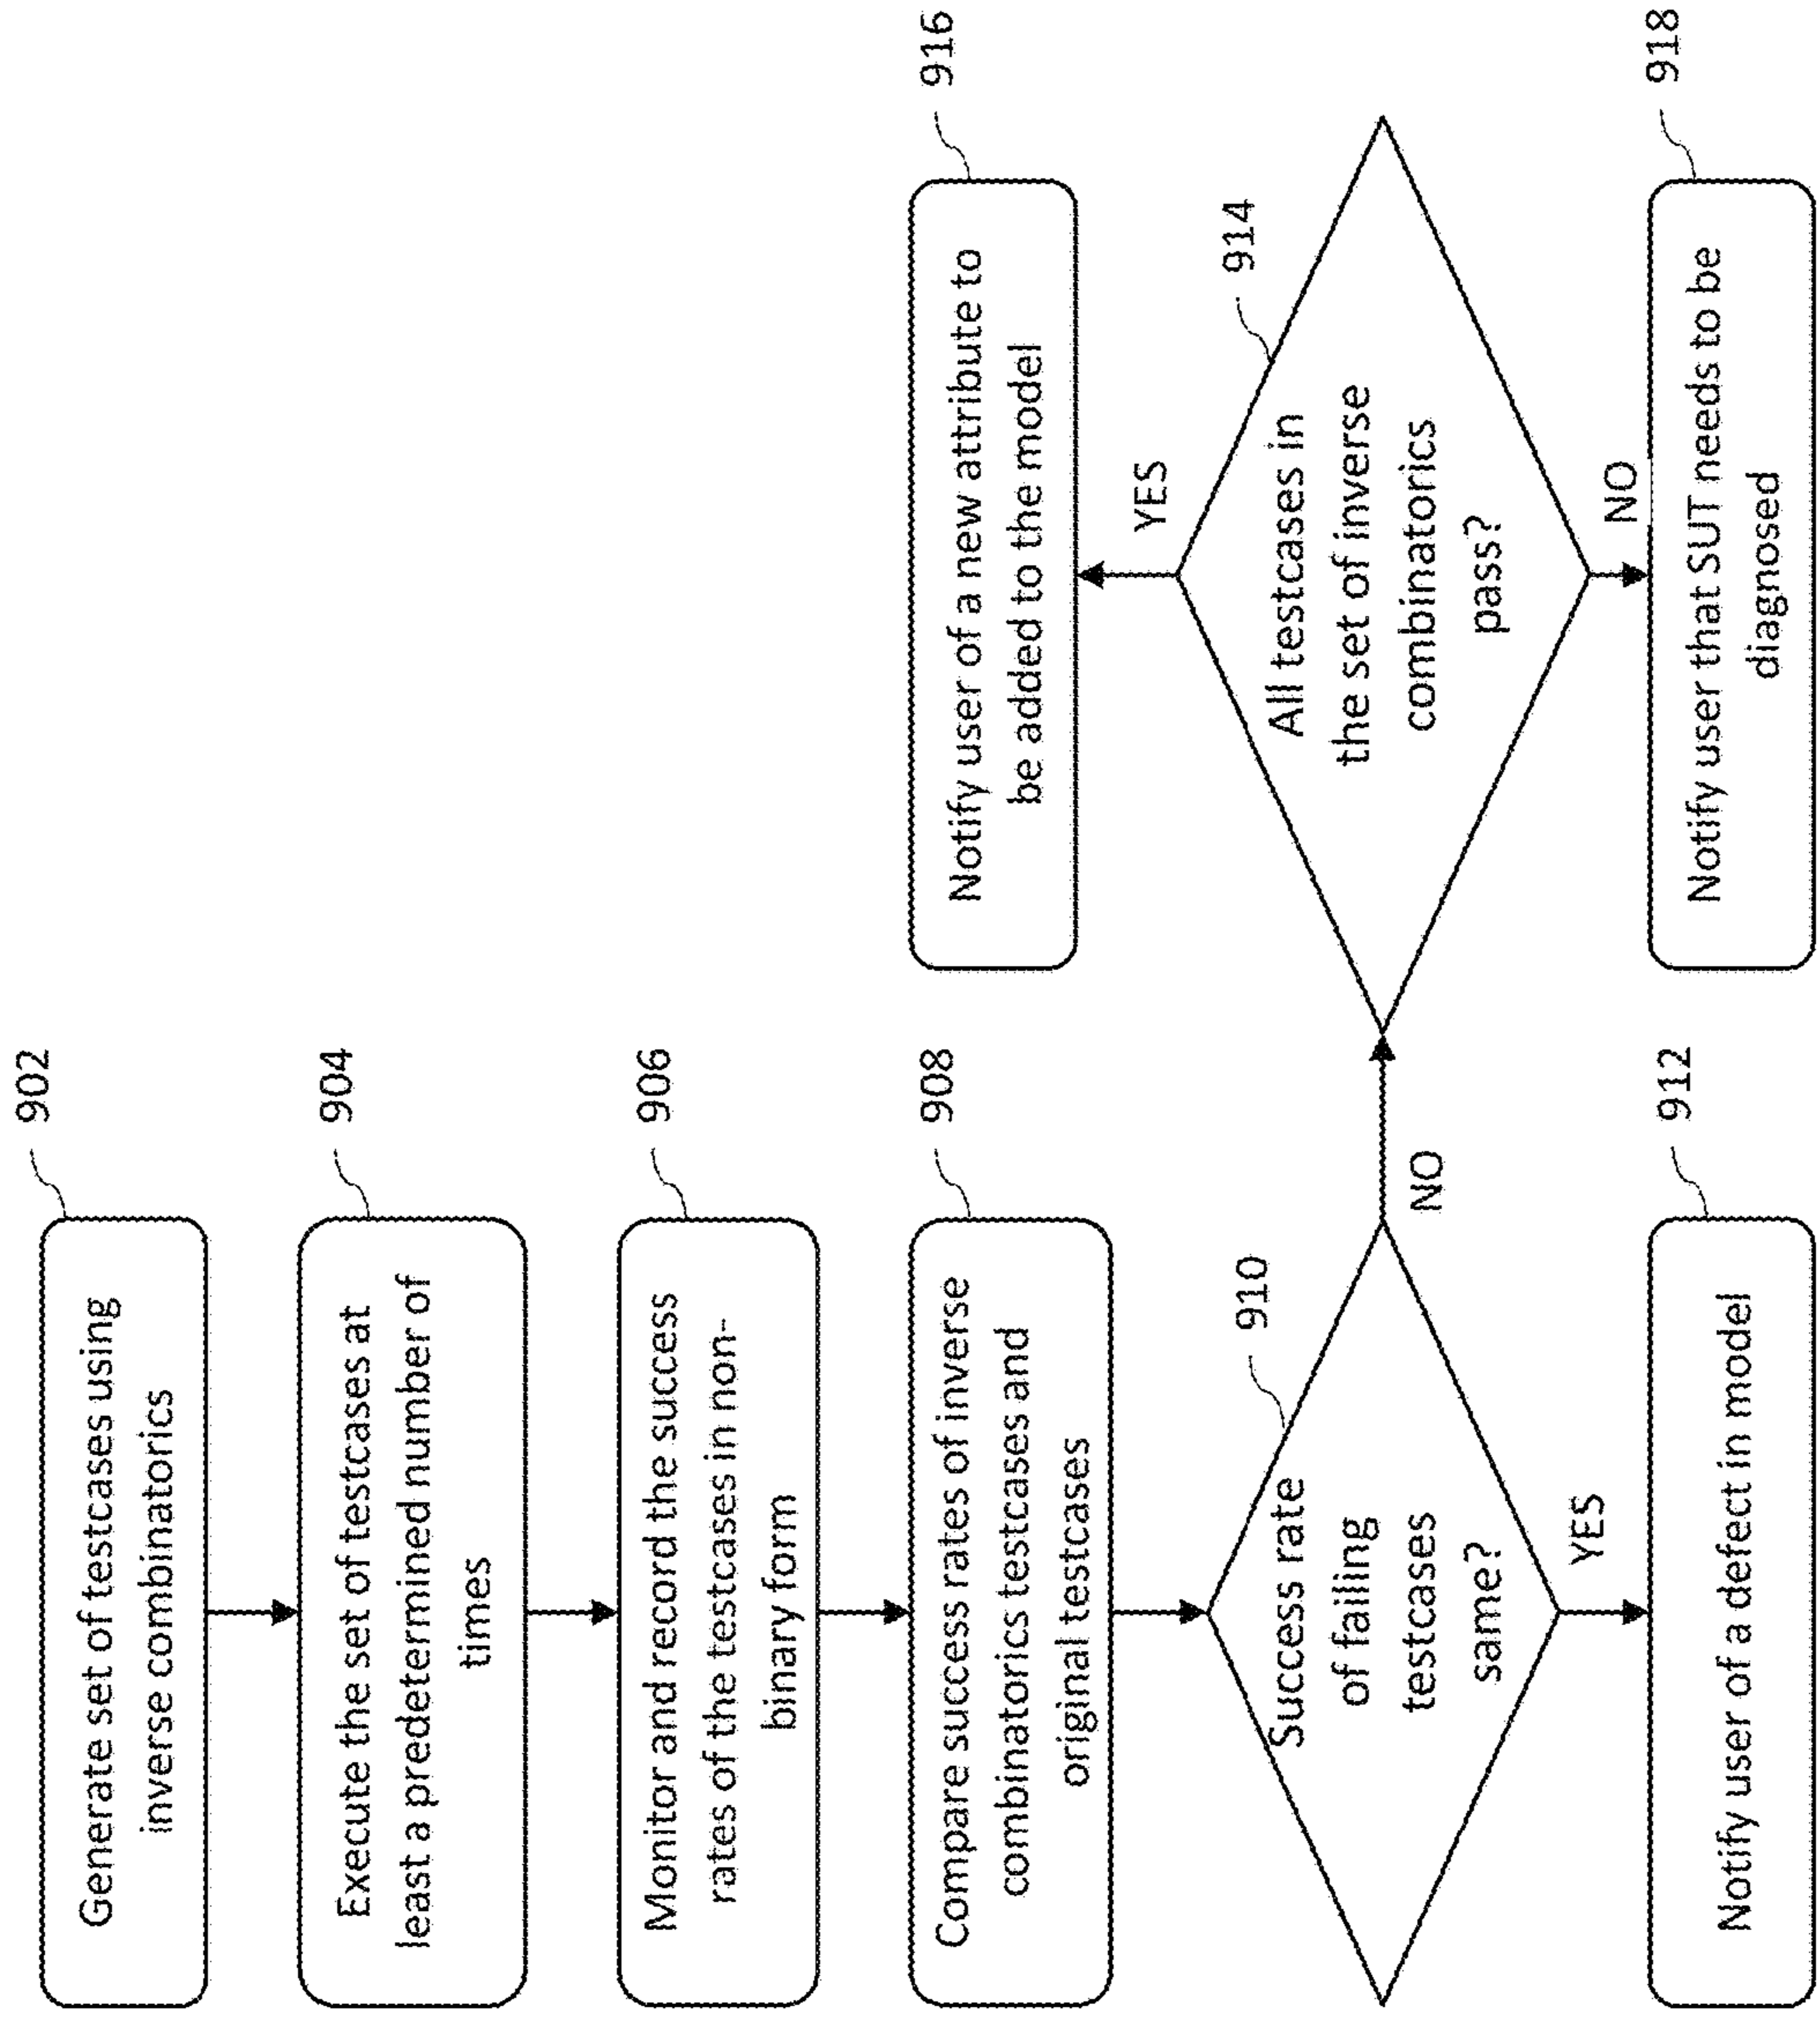 902
Generate set of testcases using
inverse combinatorics
904
Execute the set of testcases at
least a predetermined number of
times
906
Monitor and record the success
rates of the testcases in non-
binary form
908
Compare success rates of inverse
combinatorics testcases and
original testcases
910
Success rate
of failing
testcases
same?
YES
NO
912
Notify user of a defect in model
914
All testcases in
the set of inverse
combinatorics
pass?
YES
NO
916
Notify user of a new attribute to
be added to the model
918
Notify user that SUT needs to be
diagnosed